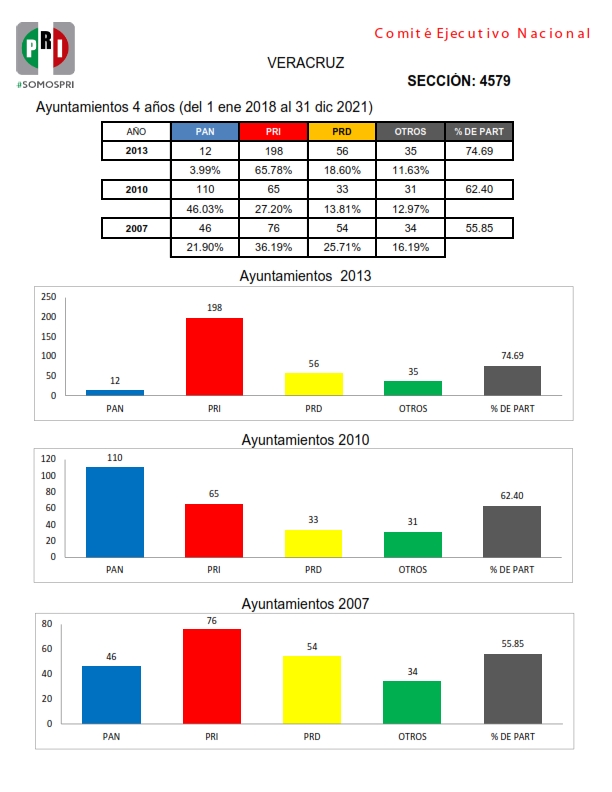 Comité Ejecutivo Nacional
PRI
#SOMOSPRI
VERACRUZ
SECCIÓN: 4579
Ayuntamientos 4 años (del 1 ene 2018 al 31 dic 2021)
AÑO PAN PRI PRD OTROS % DE PART
2013 12 198 56 35 74.69
3.99% 65.78% 18.60% 11.63%
2010 110 65 33 31 62.40
46.03% 27.20% 13.81% 12.97%
2007 46 76 54 34 55.85
21.90% 36.19% 25.71% 16.19%
Ayuntamientos 2013
250
200
150
100
50
0
12 198 56 35 74.69
PAN PRI PRD OTROS % DE PART
Ayuntamientos 2010
120
100
80
60
40
20
0
110 65 33 31 62.40
PAN PRI PRD OTROS % DE PART
Ayuntamientos 2007
80
60
40
20
0
46 76 54 34 55.85
PAN PRI PRD OTROS % DE PART